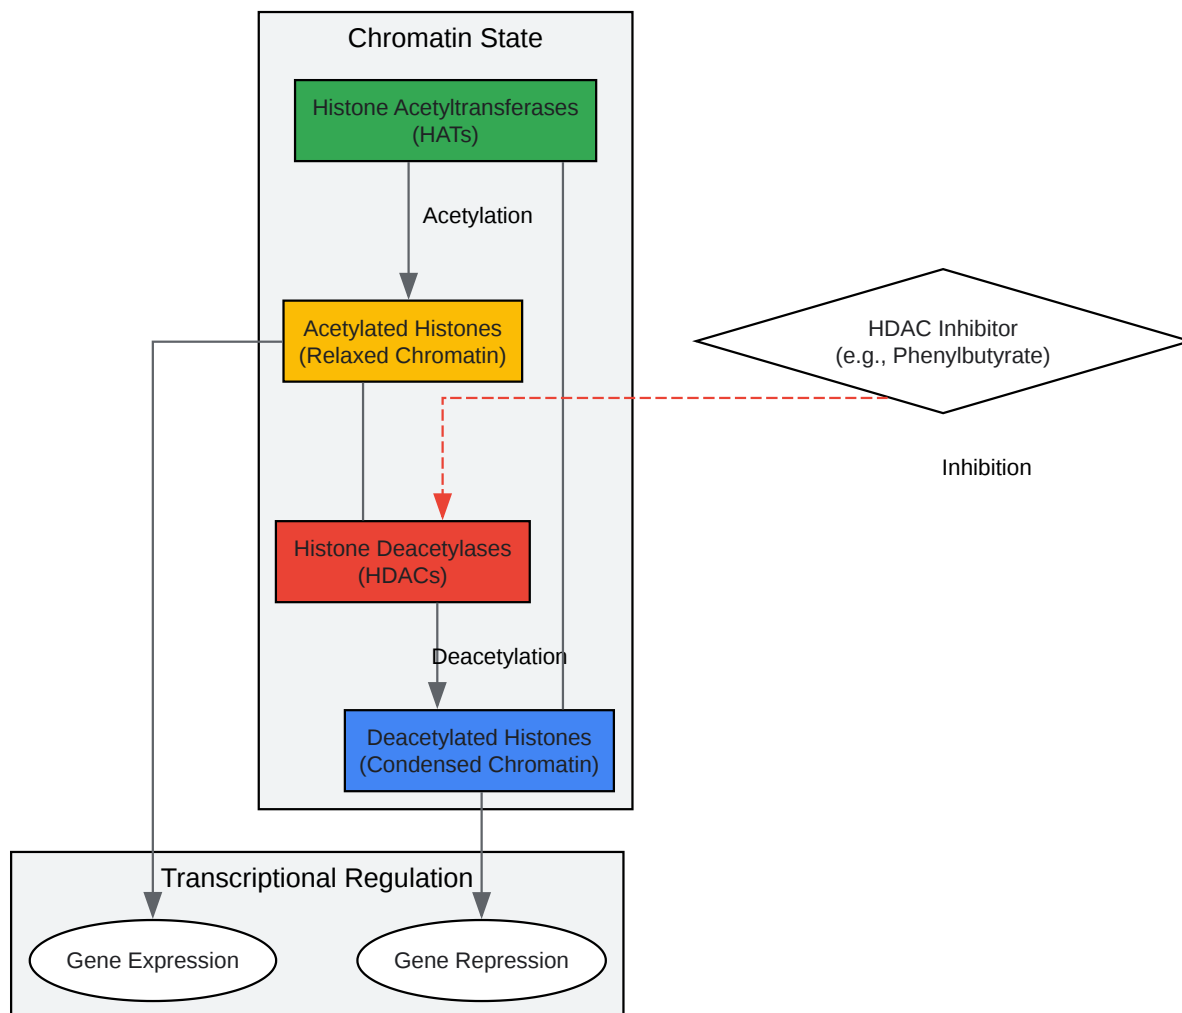 Chromatin State
Histone Acetyltransferases
(HATs)
Acetylation
Acetylated Histones
(Relaxed Chromatin)
HDAC Inhibitor
(e.g., Phenylbutyrate)
Inhibition
Histone Deacetylases
(HDACs)
Deacetylation
Deacetylated Histones
(Condensed Chromatin)
Transcriptional Regulation
Gene Expression
Gene Repression